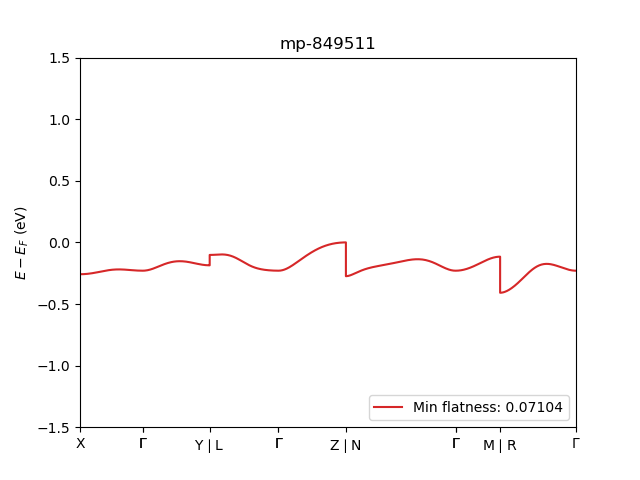 mp-849511
1.5
1.0
0.5
0.0
−0.5
−1.0
−1.5
E − E_F (eV)
Min flatness: 0.07104
X Γ Y | L Γ Z | N Γ M | R Γ